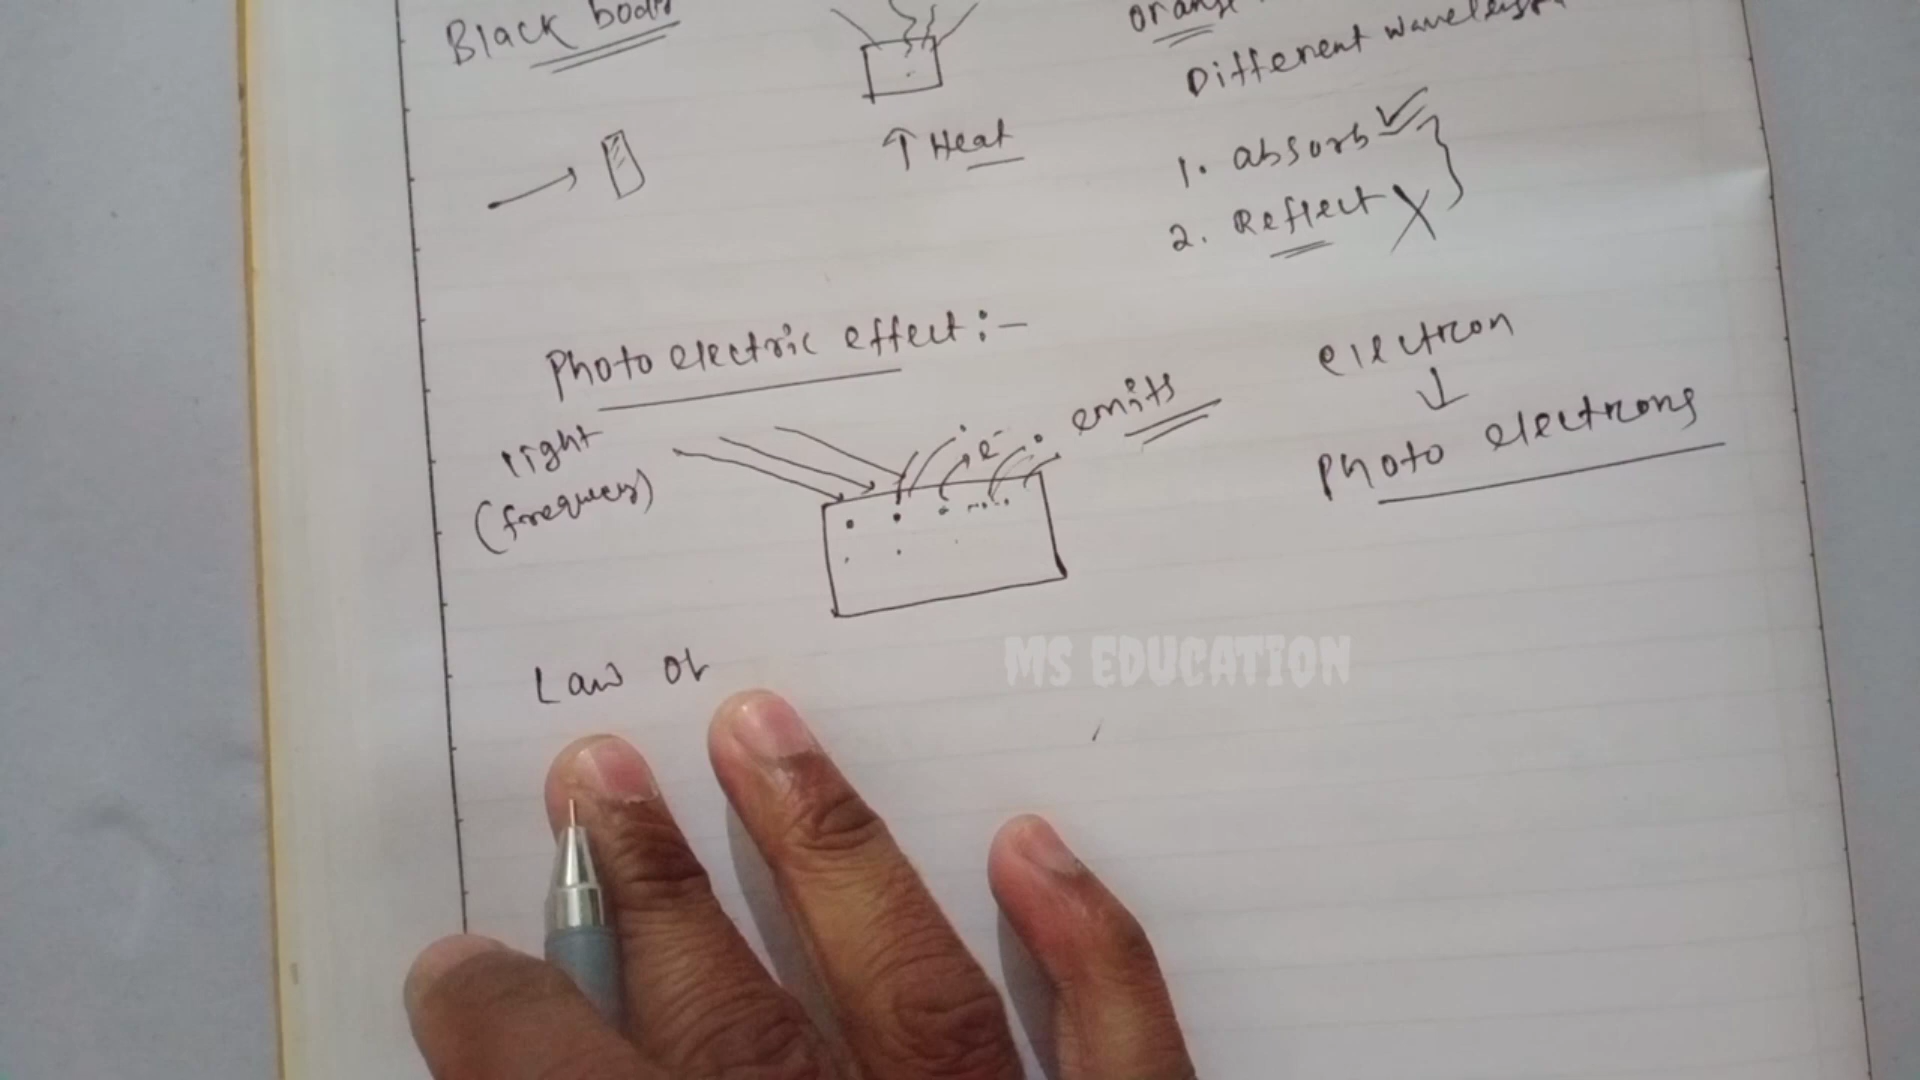 Black body
orange
Different wavelength
↑ Heat
1. absorb ✓
2. Reflect X
Photo electric effect :-
light
(frequency)
e-
emits
electron
↓
Photo electrons
MS EDUCATION
Law of